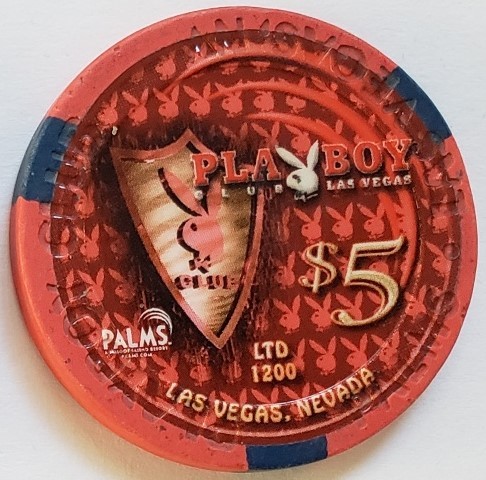 PLAYBOY
CLUB LAS VEGAS
CLUB
$5
PALMS
LTD
1200
LAS VEGAS, NEVADA